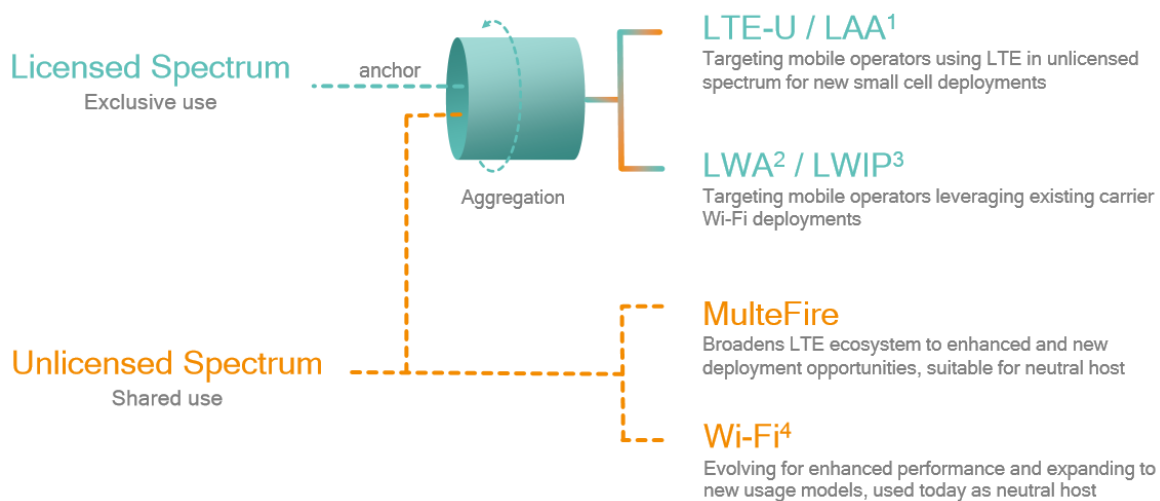 LTE-U / LAA¹
Targeting mobile operators using LTE in unlicensed
spectrum for new small cell deployments
Licensed Spectrum
Exclusive use
anchor
Aggregation
LWA² / LWIP³
Targeting mobile operators leveraging existing carrier
Wi-Fi deployments
MulteFire
Broadens LTE ecosystem to enhanced and new
deployment opportunities, suitable for neutral host
Unlicensed Spectrum
Shared use
Wi-Fi⁴
Evolving for enhanced performance and expanding to
new usage models, used today as neutral host